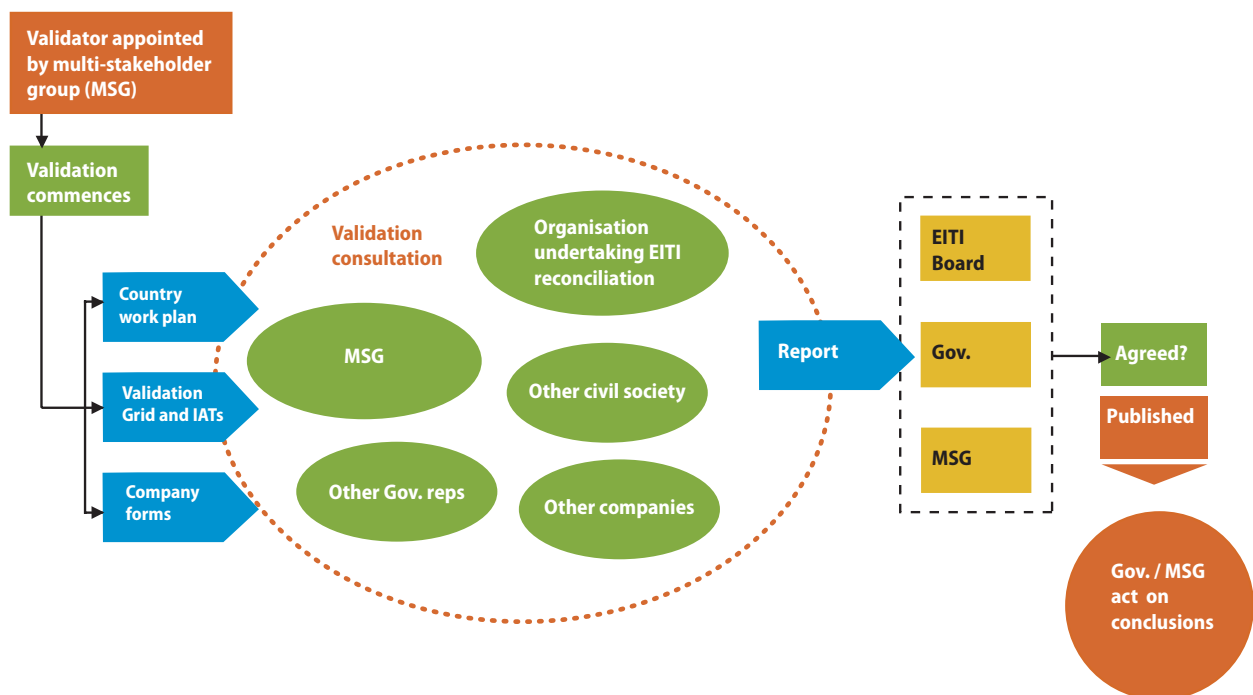 Validator appointed
by multi-stakeholder
group (MSG)
Validation
commences
Country
work plan
Validation
Grid and IATs
Company
forms
Validation
consultation
Organisation
undertaking EITI
reconciliation
MSG
Other civil society
Other Gov. reps
Other companies
Report
EITI
Board
Gov.
MSG
Agreed?
Published
Gov. / MSG
act on
conclusions